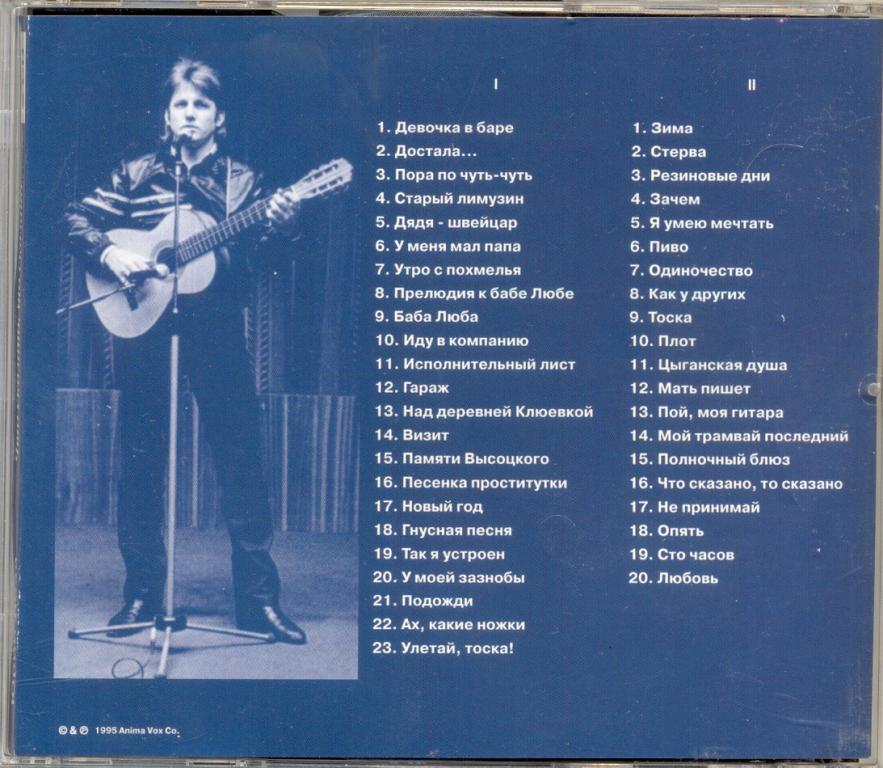 I
1. Девочка в баре
2. Достала...
3. Пора по чуть-чуть
4. Старый лимузин
5. Дядя - швейцар
6. У меня мал папа
7. Утро с похмелья
8. Прелюдия к бабе Любе
9. Баба Люба
10. Иду в компанию
11. Исполнительный лист
12. Гараж
13. Над деревней Клюевкой
14. Визит
15. Памяти Высоцкого
16. Песенка проститутки
17. Новый год
18. Гнусная песня
19. Так я устроен
20. У моей зазнобы
21. Подожди
22. Ах, какие ножки
23. Улетай, тоска!
II
1. Зима
2. Стерва
3. Резиновые дни
4. Зачем
5. Я умею мечтать
6. Пиво
7. Одиночество
8. Как у других
9. Тоска
10. Плот
11. Цыганская душа
12. Мать пишет
13. Пой, моя гитара
14. Мой трамвай последний
15. Полночный блюз
16. Что сказано, то сказано
17. Не принимай
18. Опять
19. Сто часов
20. Любовь
© & ℗ 1995 Anima Vox Co.